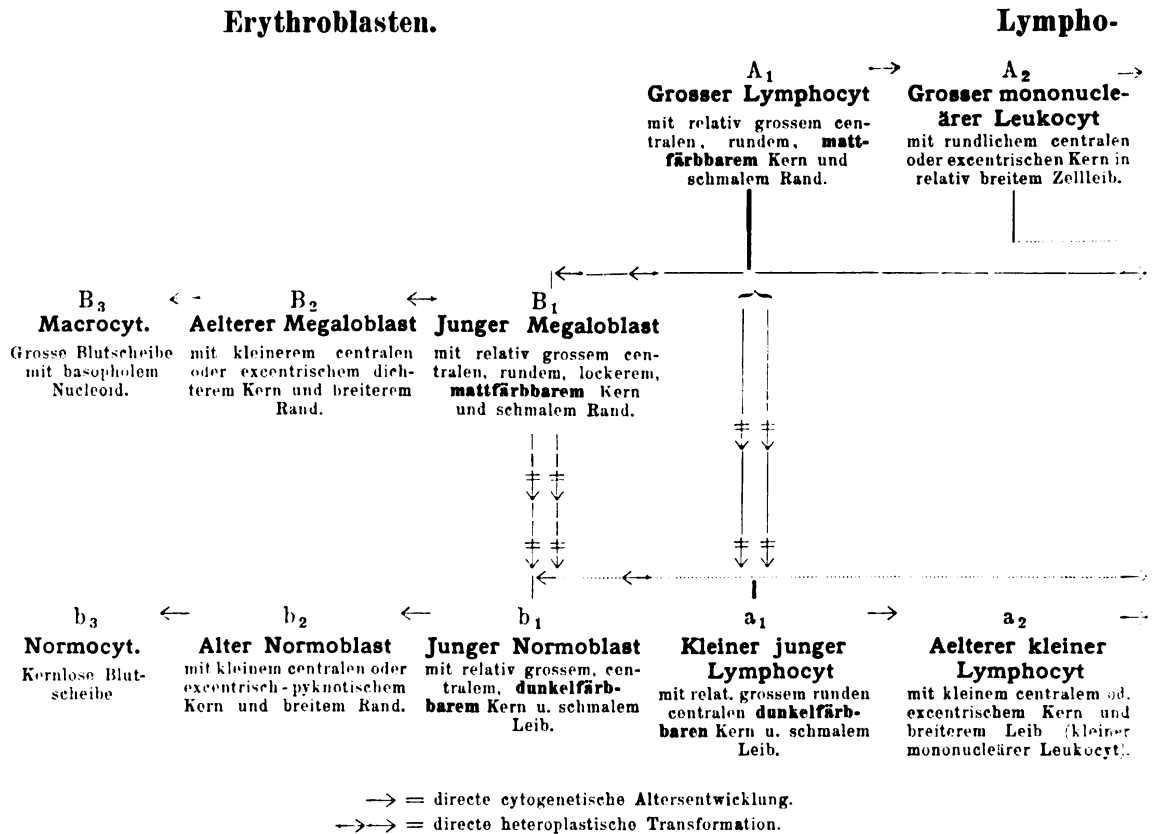 Erythroblasten.
Lympho-
A₁
Grosser Lymphocyt
mit relativ grossem cen-
tralen, rundem, matt-
färbbarem Kern und
schmalem Rand.
A₂
Grosser mononucle-
ärer Leukocyt
mit rundlichem centralen
oder excentrischen Kern in
relativ breitem Zellleib.
B₃
Macrocyt.
Grosse Blutscheibe
mit basopholem
Nucleoid.
B₂
Aelterer Megaloblast
mit kleinerem centralen
oder excentrischem dich-
terem Kern und breiterem
Rand.
B₁
Junger Megaloblast
mit relativ grossem cen-
tralen, rundem, lockerem,
mattfärbbarem Kern
und schmalem Rand.
b₃
Normocyt.
Kernlose Blut-
scheibe
b₂
Alter Normoblast
mit kleinem centralen oder
excentrisch-pyknotischem
Kern und breitem Rand.
b₁
Junger Normoblast
mit relativ grossem, cen-
tralem, dunkelfärb-
barem Kern u. schmalem
Leib.
a₁
Kleiner junger
Lymphocyt
mit relat. grossem runden
centralen dunkelfärb-
baren Kern u. schmalem
Leib.
a₂
Aelterer kleiner
Lymphocyt
mit kleinem centralem od.
excentrischem Kern und
breiterem Leib (kleiner
mononucleärer Leukocyt).
→ = directe cytogenetische Altersentwicklung.
→→ = directe heteroplastische Transformation.